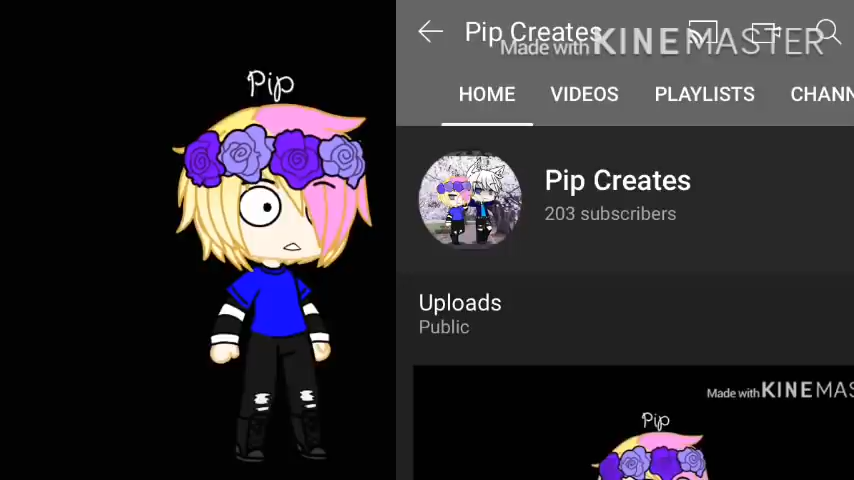 Pip
Pip Creates
Made with KINEMASTER
HOME VIDEOS PLAYLISTS CHANN
Pip Creates
203 subscribers
Uploads
Public
Made with KINEMAS
Pip